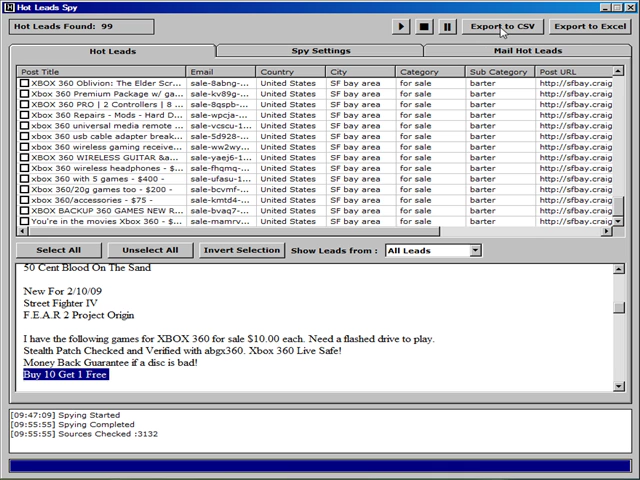 Hot Leads Spy
Hot Leads Found: 99
Export to CSV
Export to Excel
Hot Leads
Spy Settings
Mail Hot Leads
Post Title Email Country City Category Sub Category Post URL
XBOX 360 Oblivion: The Elder Scr... sale-8abng-... United States SF bay area for sale barter http://sfbay.craig
XBOX 360 Premium Package w/ ga... sale-kv89g-... United States SF bay area for sale barter http://sfbay.craig
XBOX 360 PRO | 2 Controllers | 8 ... sale-8qspb-... United States SF bay area for sale barter http://sfbay.craig
Xbox 360 Repairs - Mods - Hard D... sale-wpcja-... United States SF bay area for sale barter http://sfbay.craig
xbox 360 universal media remote ... sale-vcscu-1... United States SF bay area for sale barter http://sfbay.craig
xbox 360 usb cable adapter break... sale-5d928-... United States SF bay area for sale barter http://sfbay.craig
xbox 360 wireless gaming receive... sale-ww2wy... United States SF bay area for sale barter http://sfbay.craig
XBOX 360 WIRELESS GUITAR &a... sale-yaej6-1... United States SF bay area for sale barter http://sfbay.craig
xbox 360 wireless headphones - $... sale-fhqmq-... United States SF bay area for sale barter http://sfbay.craig
xbox 360 with 5 games - $400 - sale-ufasu-1... United States SF bay area for sale barter http://sfbay.craig
Xbox 360/20g games too - $200 - sale-bcvmf-... United States SF bay area for sale barter http://sfbay.craig
xbox 360/accessories - $75 - sale-kmtd4-... United States SF bay area for sale barter http://sfbay.craig
XBOX BACKUP 360 GAMES NEW R... sale-bvaq7-... United States SF bay area for sale barter http://sfbay.craig
You're in the movies Xbox 360 - $... sale-mamrv... United States SF bay area for sale barter http://sfbay.craig
Select All
Unselect All
Invert Selection
Show Leads from :
All Leads
50 Cent Blood On The Sand
New For 2/10/09
Street Fighter IV
F.E.A.R 2 Project Origin
I have the following games for XBOX 360 for sale $10.00 each. Need a flashed drive to play.
Stealth Patch Checked and Verified with abgx360. Xbox 360 Live Safe!
Money Back Guarantee if a disc is bad!
Buy 10 Get 1 Free
[09:47:09] Spying Started
[09:55:55] Spying Completed
[09:55:55] Sources Checked :3132